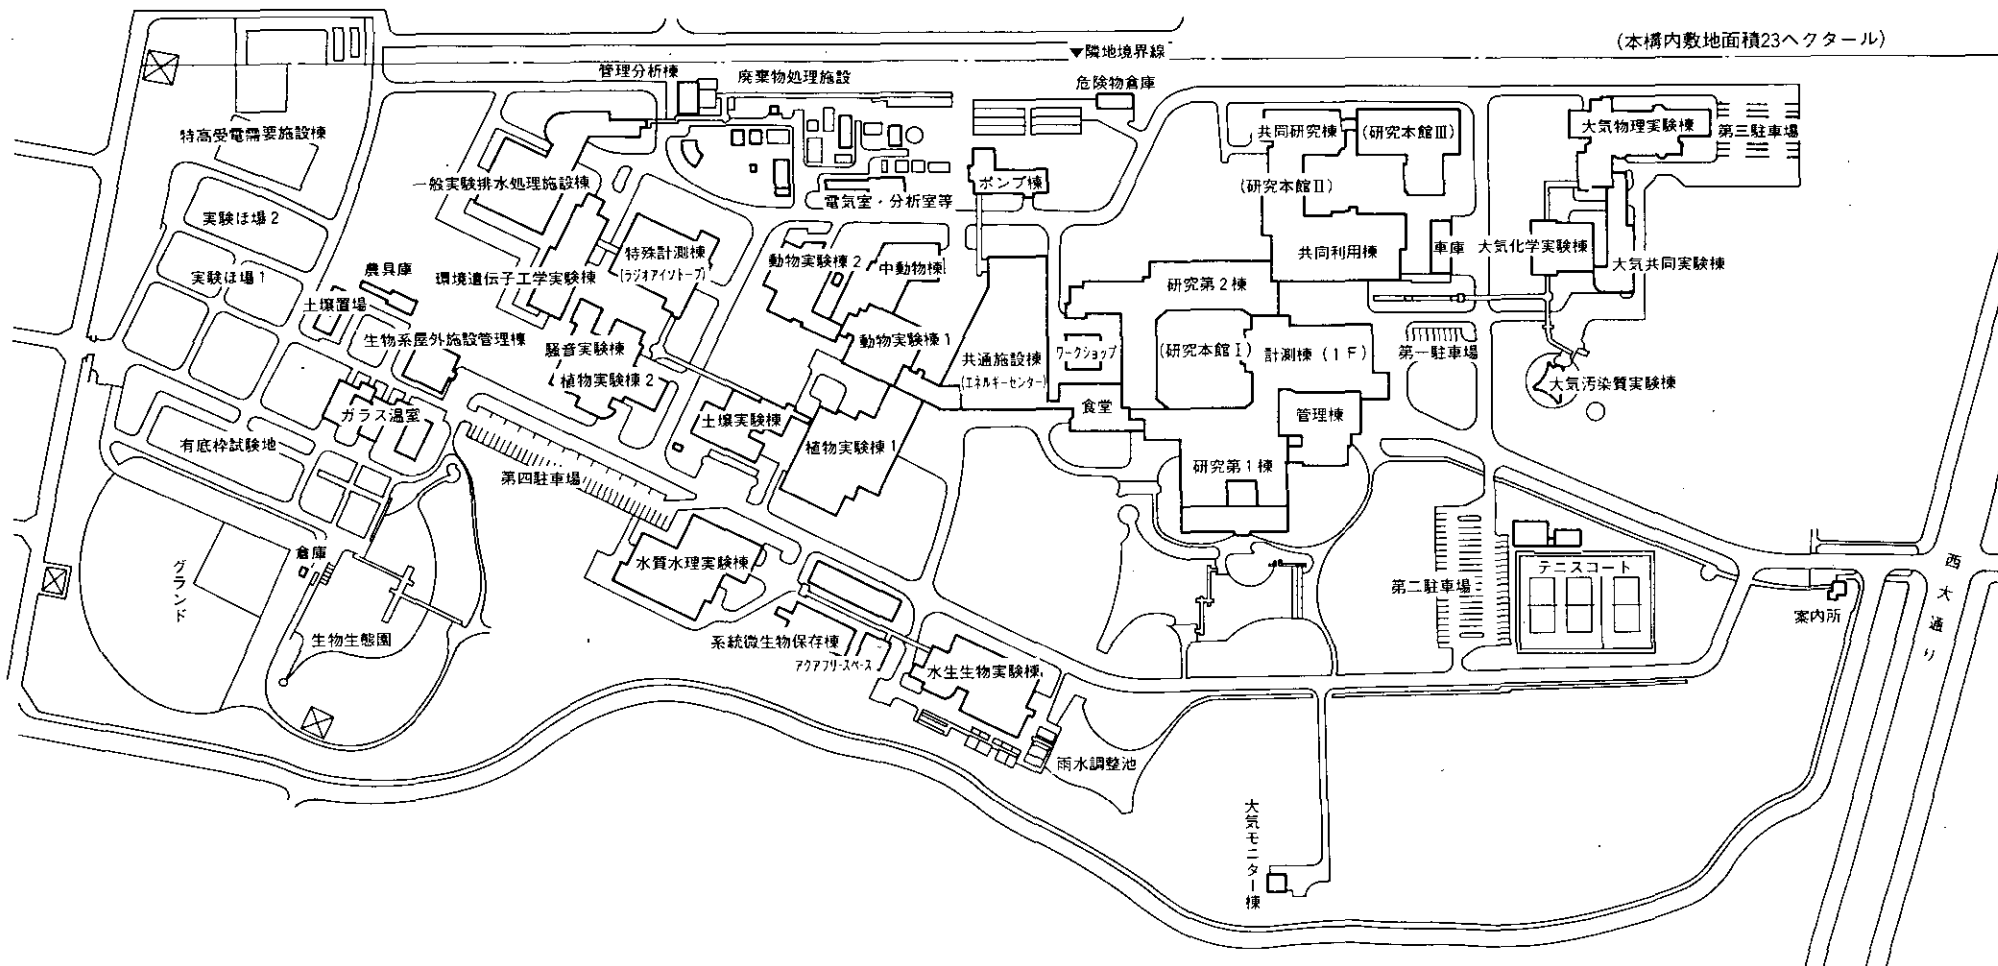 (本構内敷地面積23ヘクタール)
▼隣地境界線
管理分析棟
廃棄物処理施設
危険物倉庫
特高受電需要施設棟
共同研究棟
(研究本館Ⅲ)
大気物理実験棟
第三駐車場
一般実験排水処理施設棟
電気室・分析室等
ポンプ棟
(研究本館Ⅱ)
実験ほ場2
特殊計測棟
(ラジオアイソトープ)
動物実験棟2
中動物棟
共同利用棟
車庫
大気化学実験棟
大気共同実験棟
実験ほ場1
農具庫
環境遺伝子工学実験棟
研究第2棟
土壌置場
生物系屋外施設管理棟
騒音実験棟
動物実験棟1
共通施設棟
(エネルギーセンター)
ワークショップ
(研究本館Ⅰ)
計測棟(1F)
第一駐車場
植物実験棟2
大気汚染質実験棟
ガラス温室
土壌実験棟
食堂
管理棟
有底枠試験地
植物実験棟1
研究第1棟
第四駐車場
倉庫
水質水理実験棟
グランド
第二駐車場
テニスコート
西大通り
案内所
生物生態園
系統微生物保存棟
アクアフリースペース
水生生物実験棟
雨水調整池
大気モニター棟